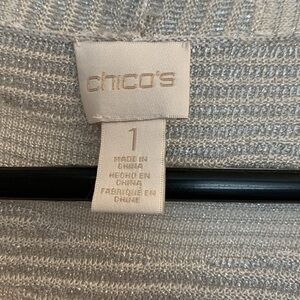 chico's
1
MADE IN
CHINA
HECHO EN
CHINA
FABRIQUÉ EN
CHINE